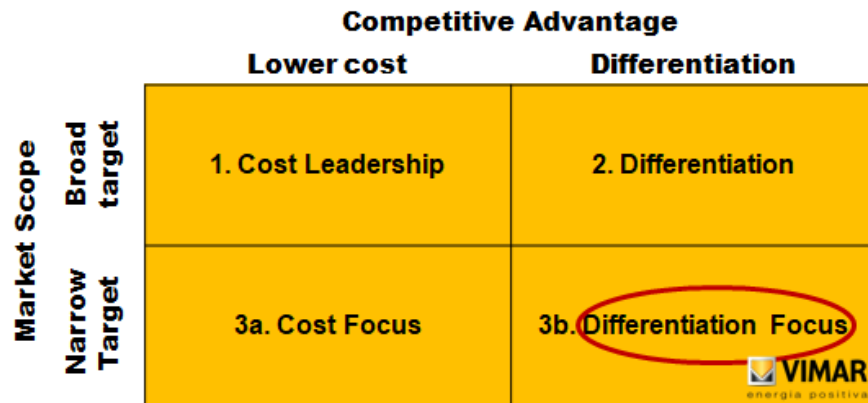 Competitive Advantage
Lower cost
Differentiation
Market Scope
Broad
target
1. Cost Leadership
2. Differentiation
Narrow
Target
3a. Cost Focus
3b. Differentiation Focus
VIMAR
energia positiva